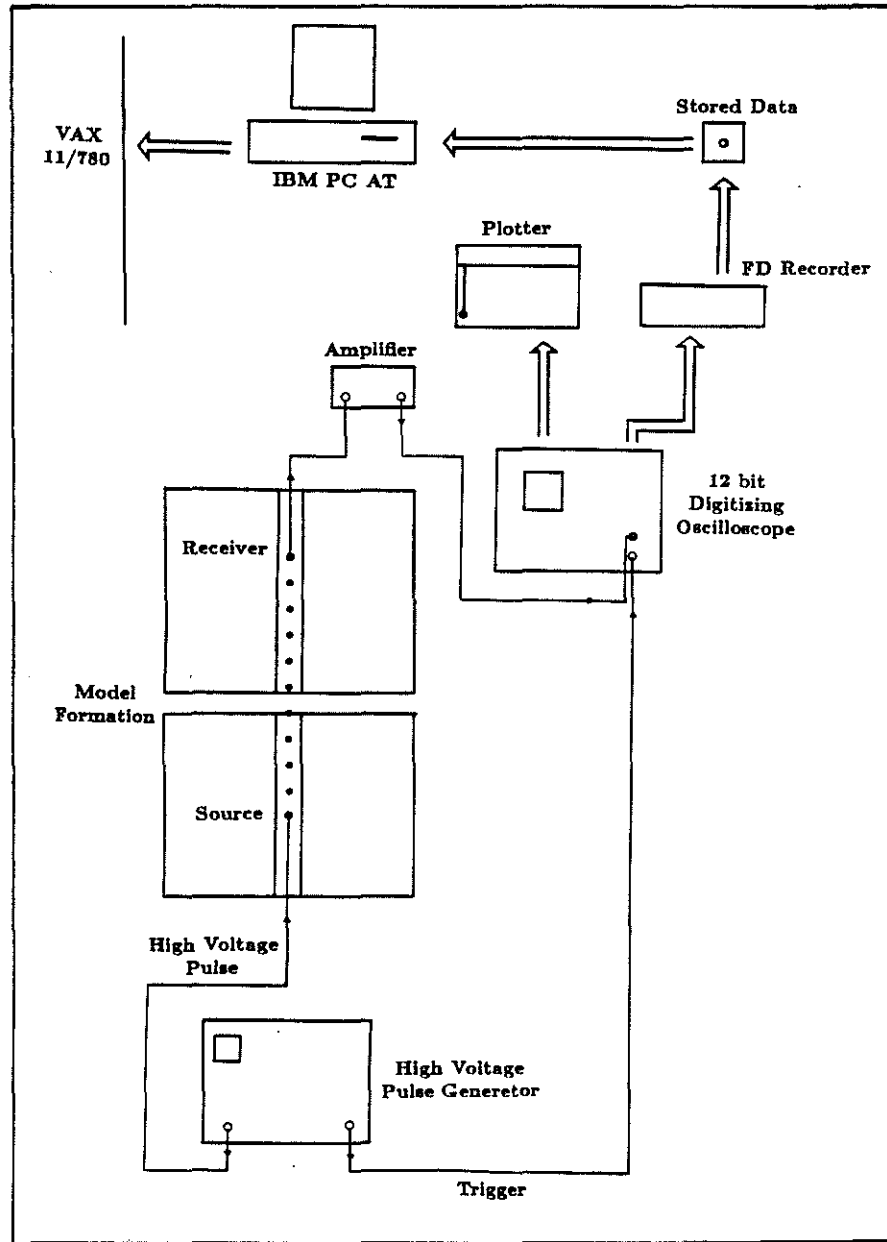 Stored Data
VAX
11/780
IBM PC AT
Plotter
FD Recorder
Amplifier
12 bit
Digitizing
Oscilloscope
Receiver
Model
Formation
Source
High Voltage
Pulse
High Voltage
Pulse Generetor
Trigger